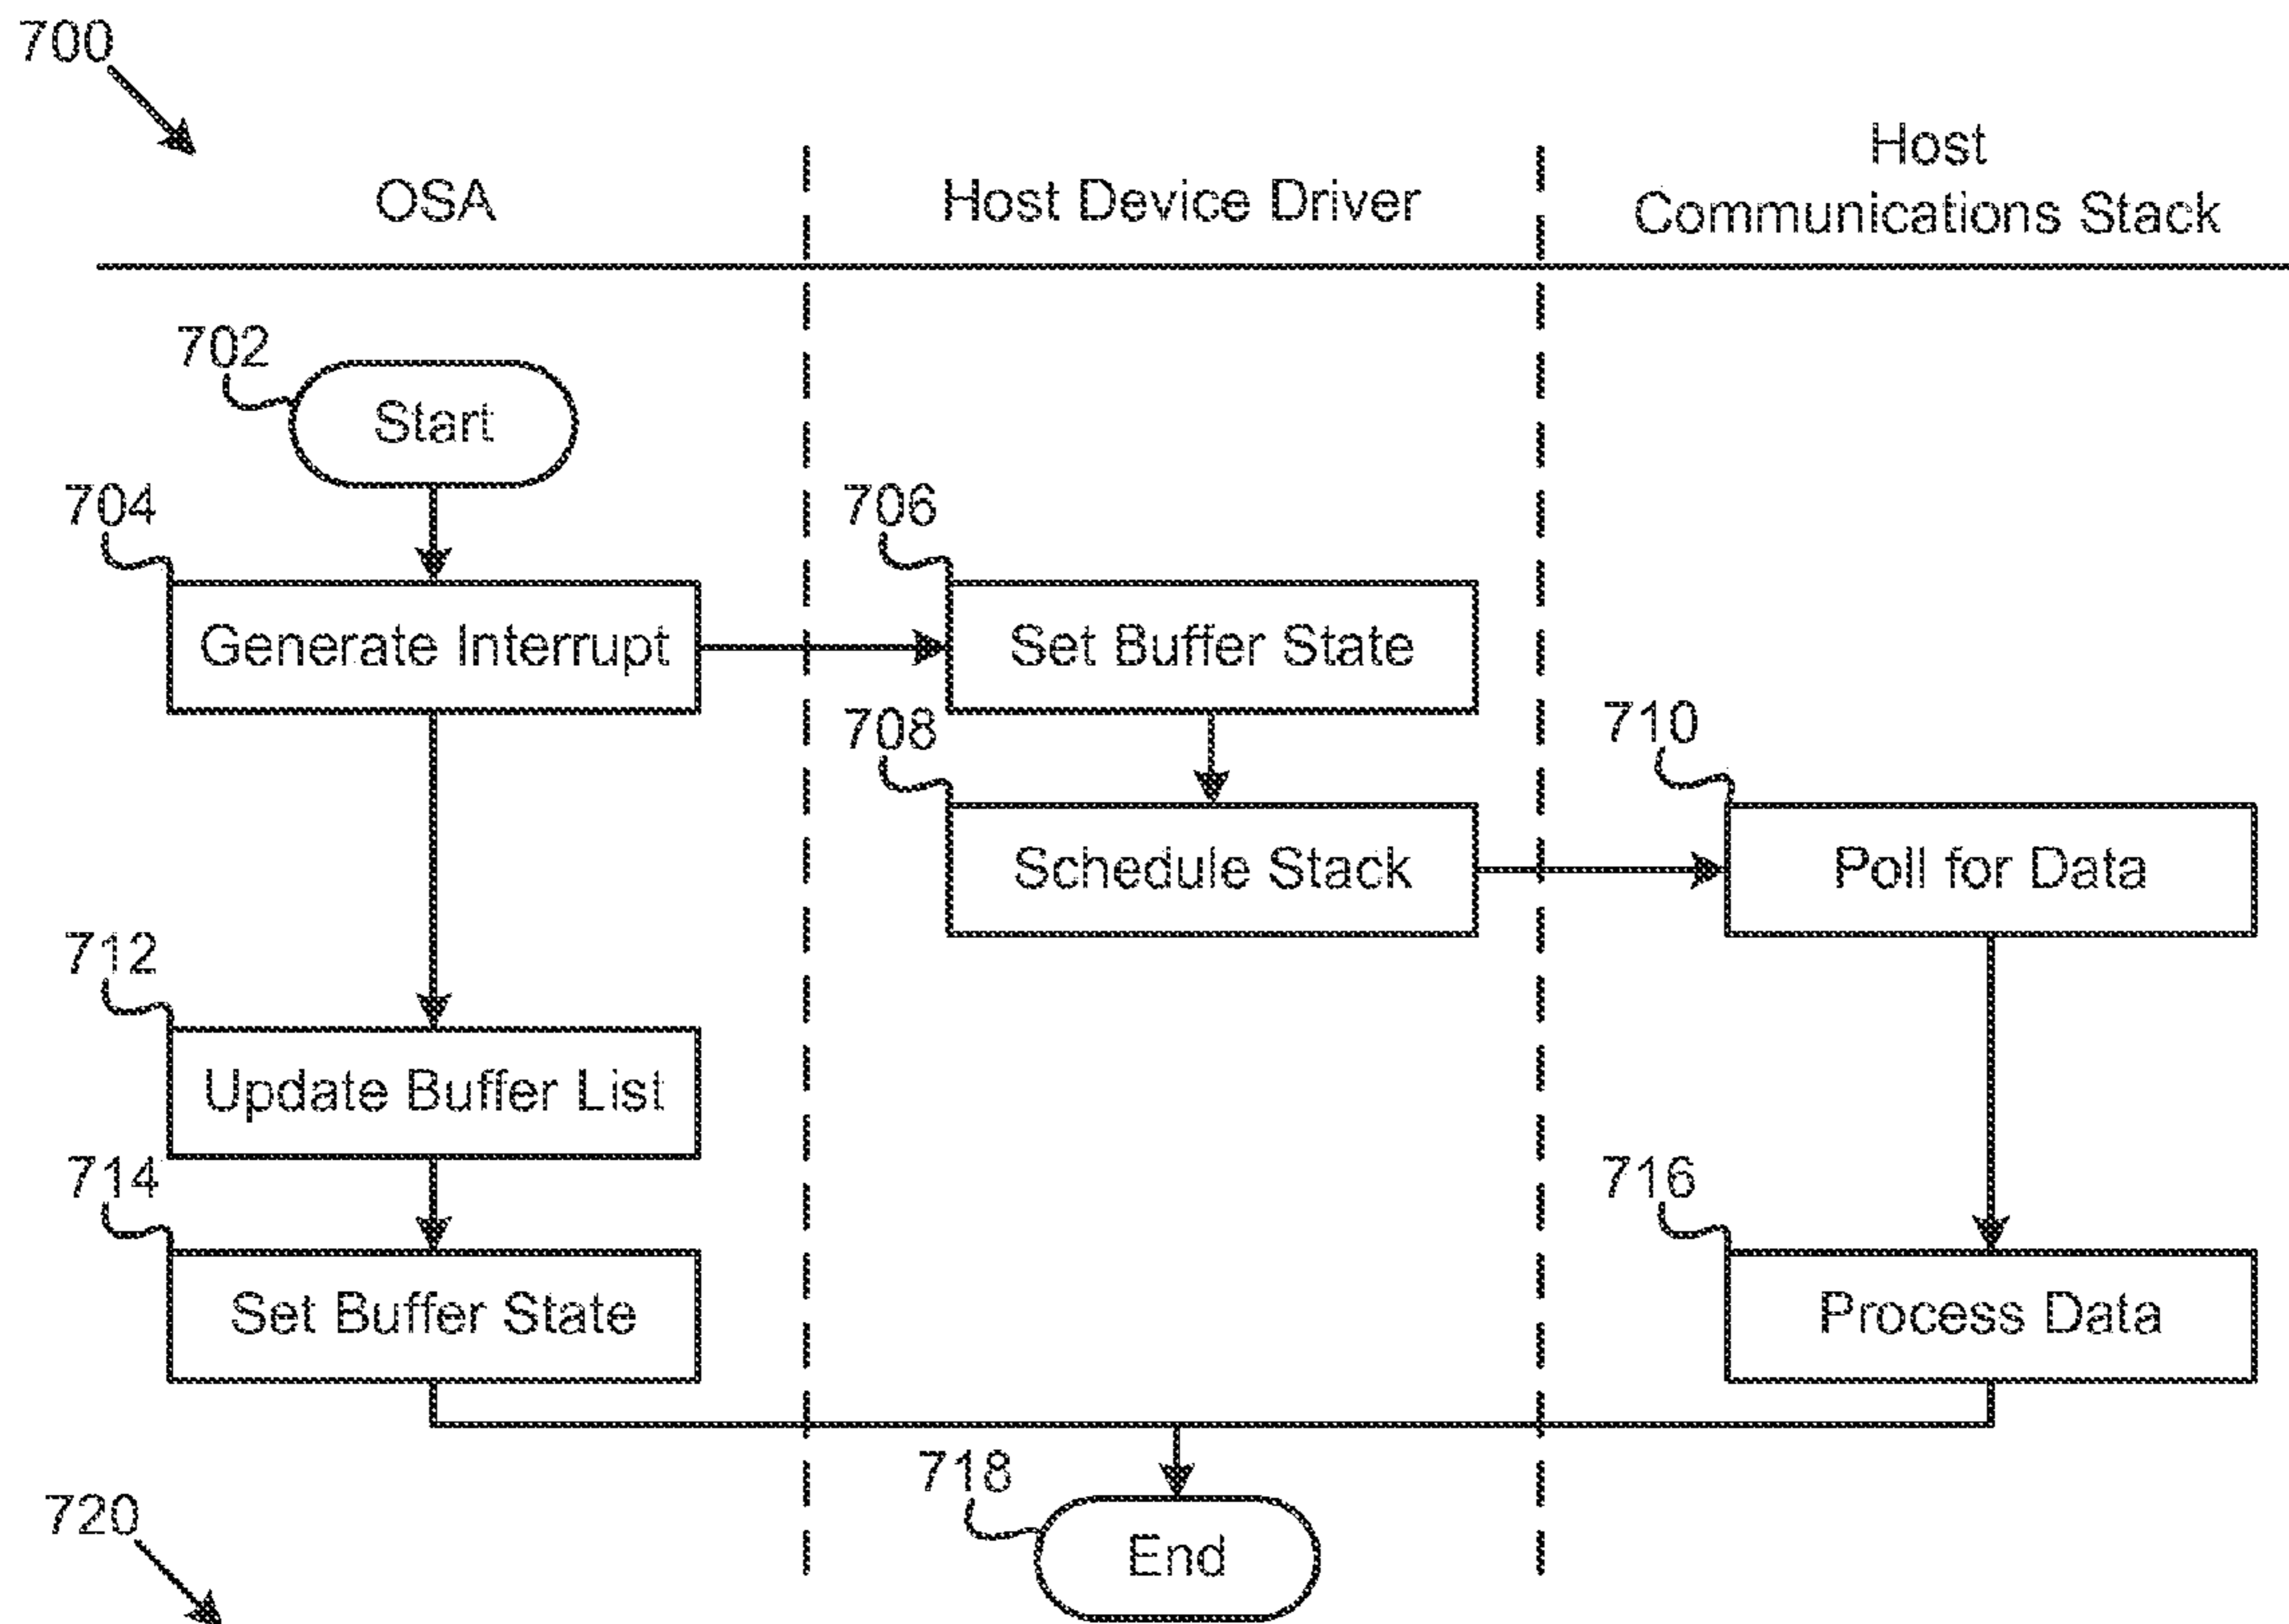 700
OSA
Host Device Driver
Host
Communications Stack
702
Start
704
Generate Interrupt
706
Set Buffer State
708
Schedule Stack
710
Poll for Data
712
Update Buffer List
714
Set Buffer State
716
Process Data
718
End
720